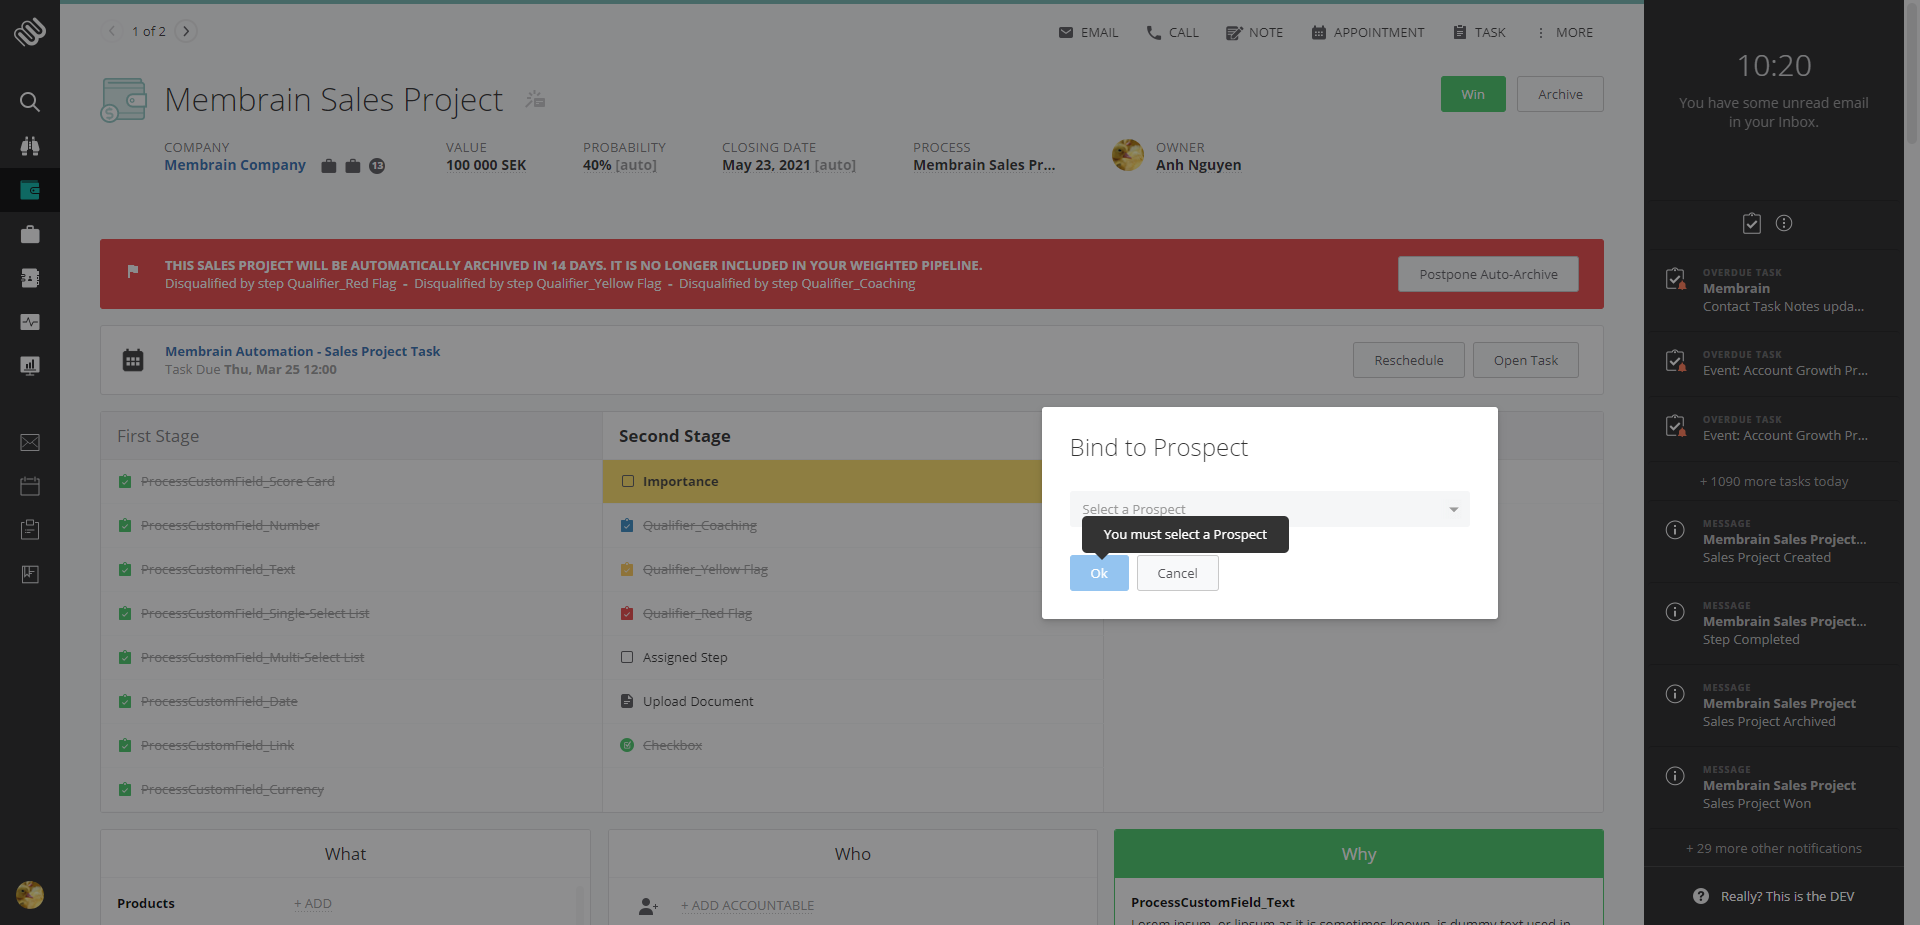 1 of 2
EMAIL
CALL
NOTE
APPOINTMENT
TASK
MORE
Membrain Sales Project
Win
Archive
COMPANY
Membrain Company
13
VALUE
100 000 SEK
PROBABILITY
40% [auto]
CLOSING DATE
May 23, 2021 [auto]
PROCESS
Membrain Sales Pr...
OWNER
Anh Nguyen
THIS SALES PROJECT WILL BE AUTOMATICALLY ARCHIVED IN 14 DAYS. IT IS NO LONGER INCLUDED IN YOUR WEIGHTED PIPELINE.
Disqualified by step Qualifier_Red Flag - Disqualified by step Qualifier_Yellow Flag - Disqualified by step Qualifier_Coaching
Postpone Auto-Archive
Membrain Automation - Sales Project Task
Task Due Thu, Mar 25 12:00
Reschedule
Open Task
First Stage
ProcessCustomField_Score Card
ProcessCustomField_Number
ProcessCustomField_Text
ProcessCustomField_Single-Select List
ProcessCustomField_Multi-Select List
ProcessCustomField_Date
ProcessCustomField_Link
ProcessCustomField_Currency
Second Stage
Importance
Qualifier_Coaching
Qualifier_Yellow Flag
Qualifier_Red Flag
Assigned Step
Upload Document
Checkbox
Bind to Prospect
Select a Prospect
You must select a Prospect
Ok
Cancel
What
Products
+ ADD
Who
+ ADD ACCOUNTABLE
Why
ProcessCustomField_Text
Lorem ipsum, or lipsum as it is sometimes known, is dummy text used in
10:20
You have some unread email
in your Inbox.
OVERDUE TASK
Membrain
Contact Task Notes upda...
OVERDUE TASK
Event: Account Growth Pr...
OVERDUE TASK
Event: Account Growth Pr...
+ 1090 more tasks today
MESSAGE
Membrain Sales Project...
Sales Project Created
MESSAGE
Membrain Sales Project...
Step Completed
MESSAGE
Membrain Sales Project
Sales Project Archived
MESSAGE
Membrain Sales Project
Sales Project Won
+ 29 more other notifications
Really? This is the DEV